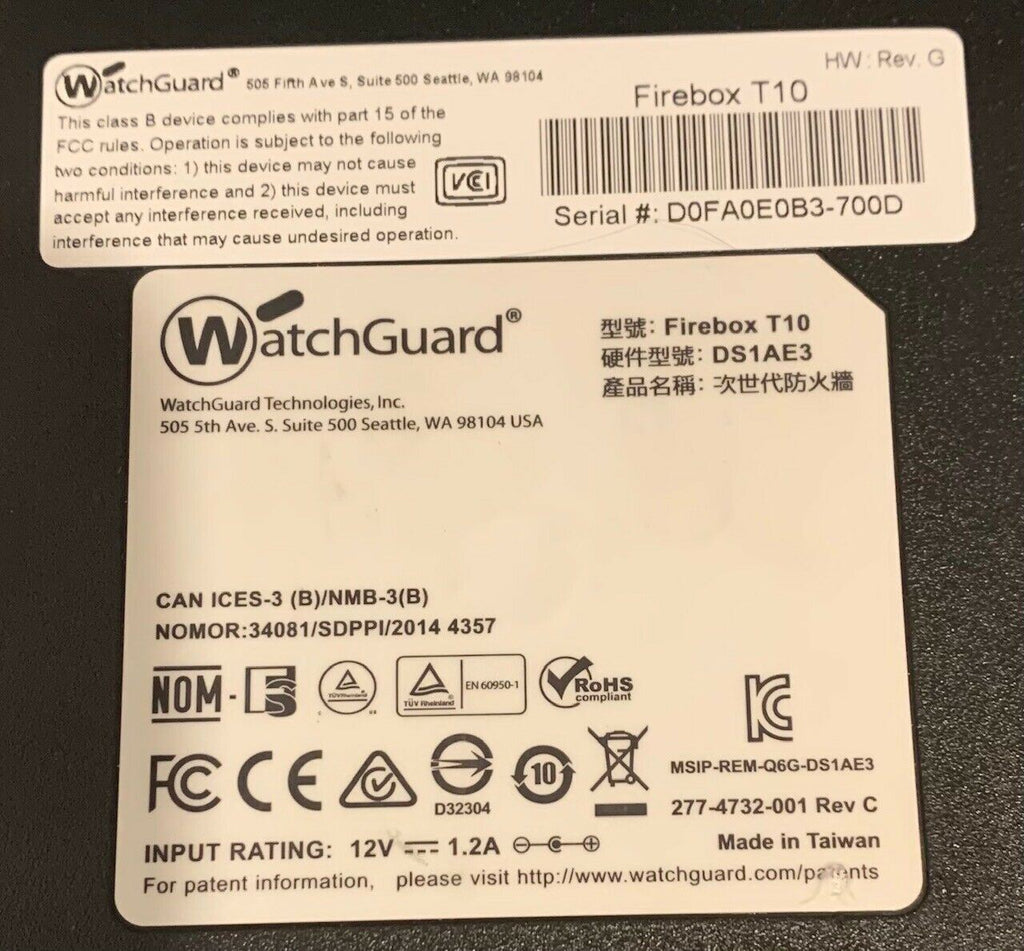 WatchGuard® 505 Fifth Ave S, Suite 500 Seattle, WA 98104
This class B device complies with part 15 of the
FCC rules. Operation is subject to the following
two conditions: 1) this device may not cause
harmful interference and 2) this device must
accept any interference received, including
interference that may cause undesired operation.
VCI
HW: Rev. G
Firebox T10
Serial #: D0FA0E0B3-700D
WatchGuard®
WatchGuard Technologies, Inc.
505 5th Ave. S. Suite 500 Seattle, WA 98104 USA
型號: Firebox T10
硬件型號: DS1AE3
產品名稱: 次世代防火牆
CAN ICES-3 (B)/NMB-3(B)
NOMOR:34081/SDPPI/2014 4357
NOM-
TÜVRheinland
TÜV Rheinland ® EN 60950-1
RoHS
compliant
FC CE
D32304
10
MSIP-REM-Q6G-DS1AE3
277-4732-001 Rev C
Made in Taiwan
INPUT RATING: 12V 1.2A
For patent information, please visit http://www.watchguard.com/patents